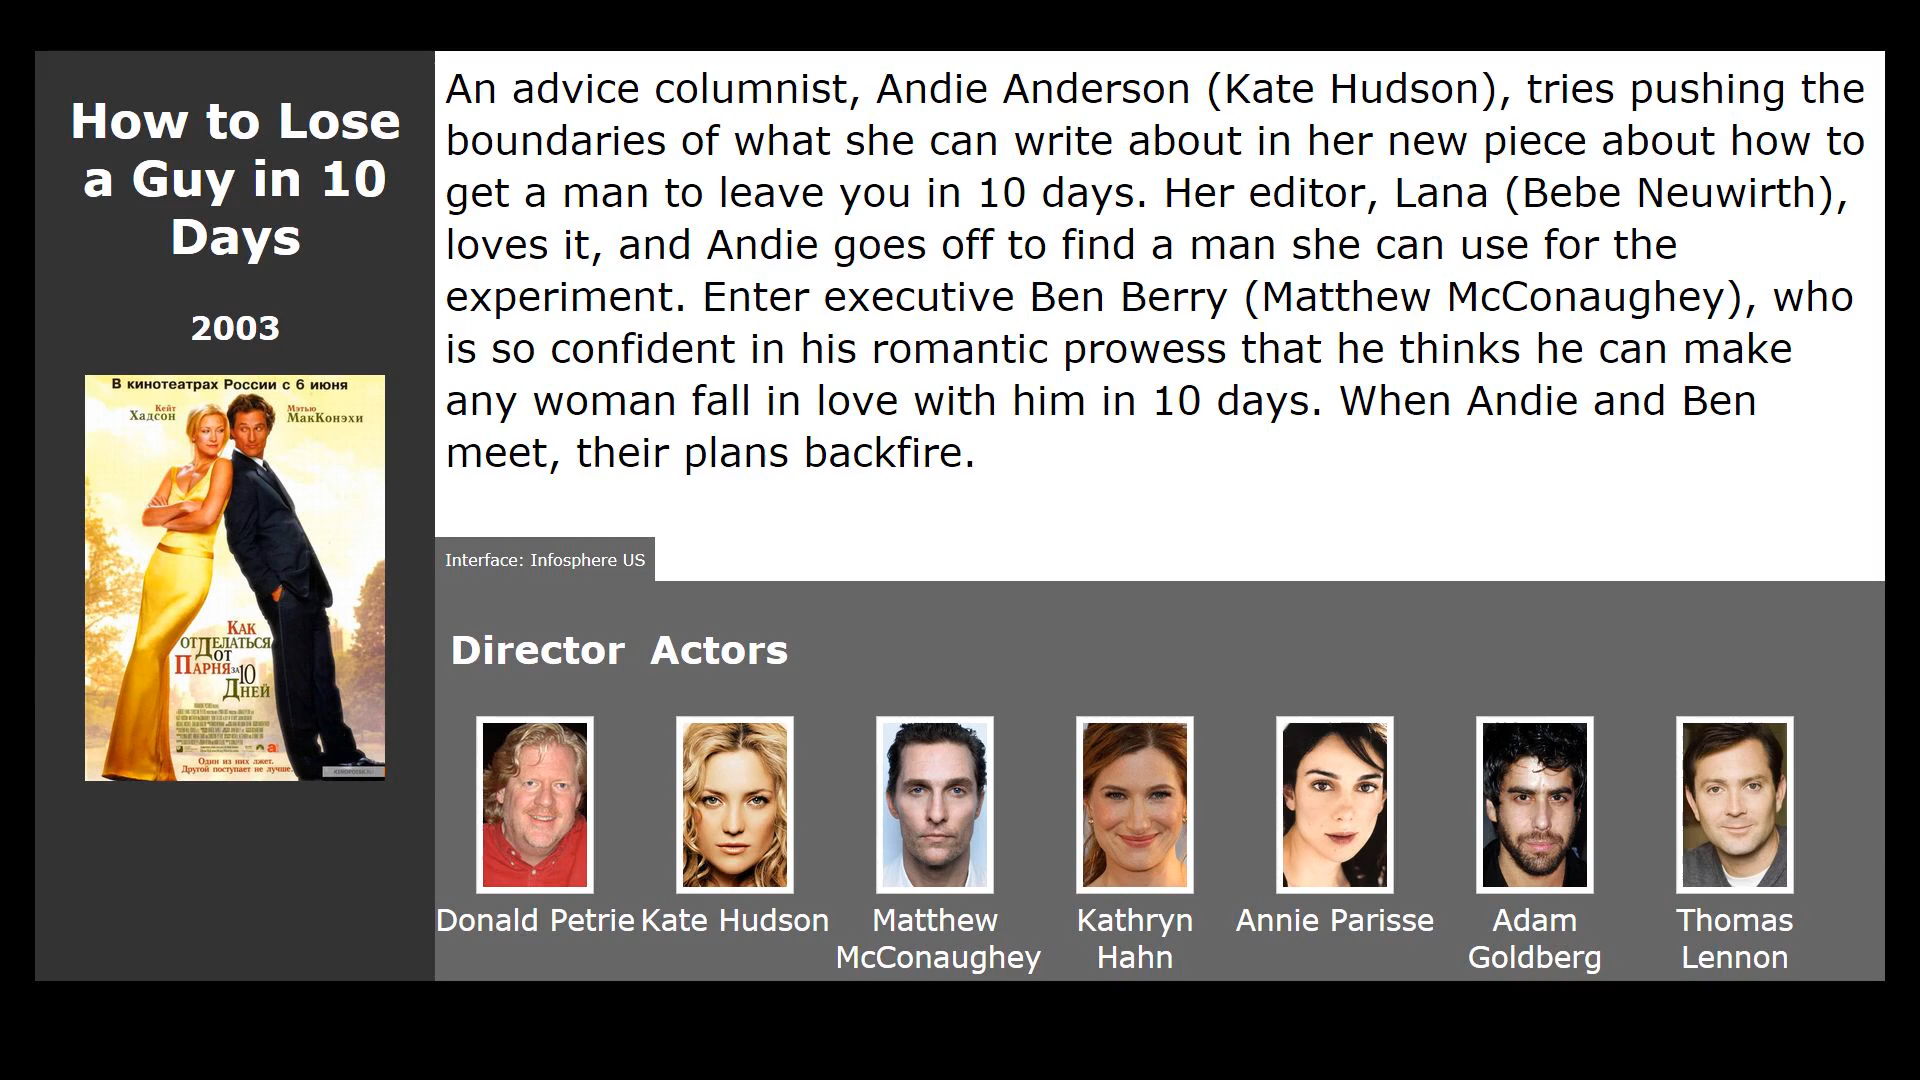 How to Lose
a Guy in 10
Days
2003
В кинотеатрах России с 6 июня
Кейт
Хадсон
Мэтью
МакКонэхи
Как
отДелаться
от
Парня за 10
Дней
Один из них лжет.
Другой поступает не лучше.
An advice columnist, Andie Anderson (Kate Hudson), tries pushing the
boundaries of what she can write about in her new piece about how to
get a man to leave you in 10 days. Her editor, Lana (Bebe Neuwirth),
loves it, and Andie goes off to find a man she can use for the
experiment. Enter executive Ben Berry (Matthew McConaughey), who
is so confident in his romantic prowess that he thinks he can make
any woman fall in love with him in 10 days. When Andie and Ben
meet, their plans backfire.
Interface: Infosphere US
Director Actors
Donald Petrie
Kate Hudson
Matthew
McConaughey
Kathryn
Hahn
Annie Parisse
Adam
Goldberg
Thomas
Lennon